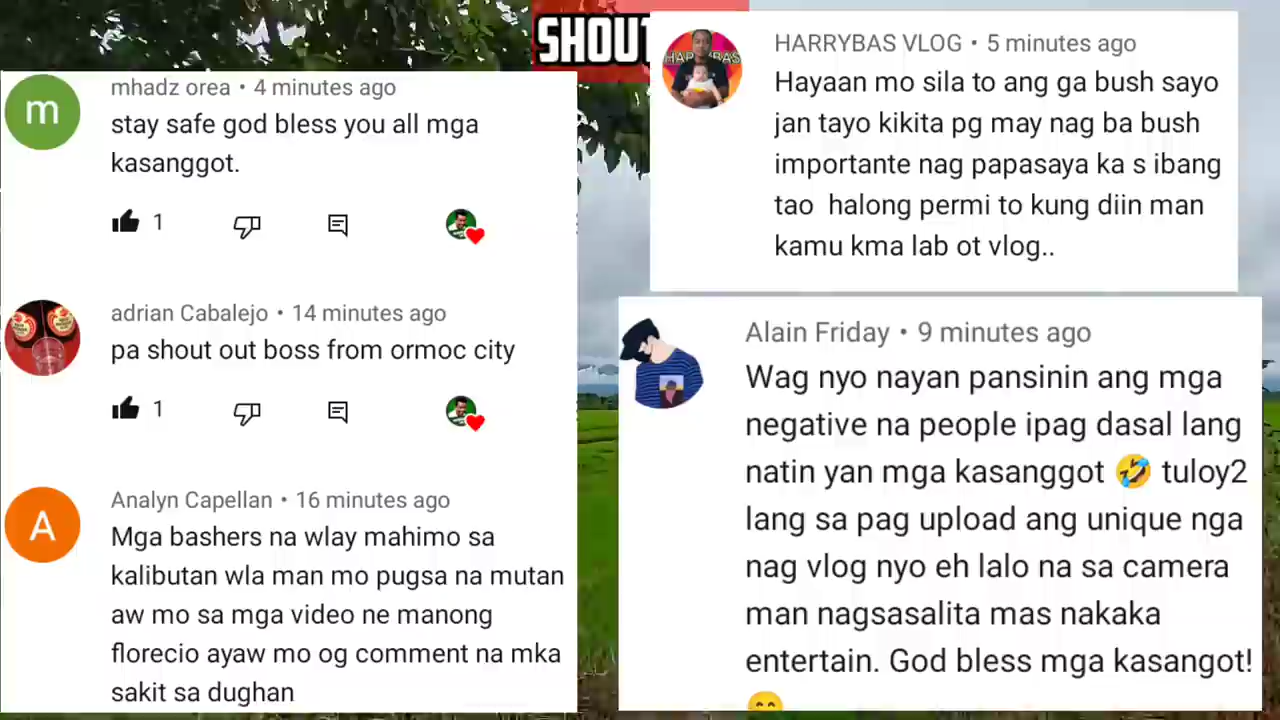 SHOUT
mhadz orea • 4 minutes ago
stay safe god bless you all mga
kasanggot.
1
adrian Cabalejo • 14 minutes ago
pa shout out boss from ormoc city
1
A
Analyn Capellan • 16 minutes ago
Mga bashers na wlay mahimo sa
kalibutan wla man mo pugsa na mutan
aw mo sa mga video ne manong
florecio ayaw mo og comment na mka
sakit sa dughan
m
HARRYBAS VLOG • 5 minutes ago
Hayaan mo sila to ang ga bush sayo
jan tayo kikita pg may nag ba bush
importante nag papasaya ka s ibang
tao  halong permi to kung diin man
kamu kma lab ot vlog..
Alain Friday • 9 minutes ago
Wag nyo nayan pansinin ang mga
negative na people ipag dasal lang
natin yan mga kasanggot 🤣 tuloy2
lang sa pag upload ang unique nga
nag vlog nyo eh lalo na sa camera
man nagsasalita mas nakaka
entertain. God bless mga kasangot!